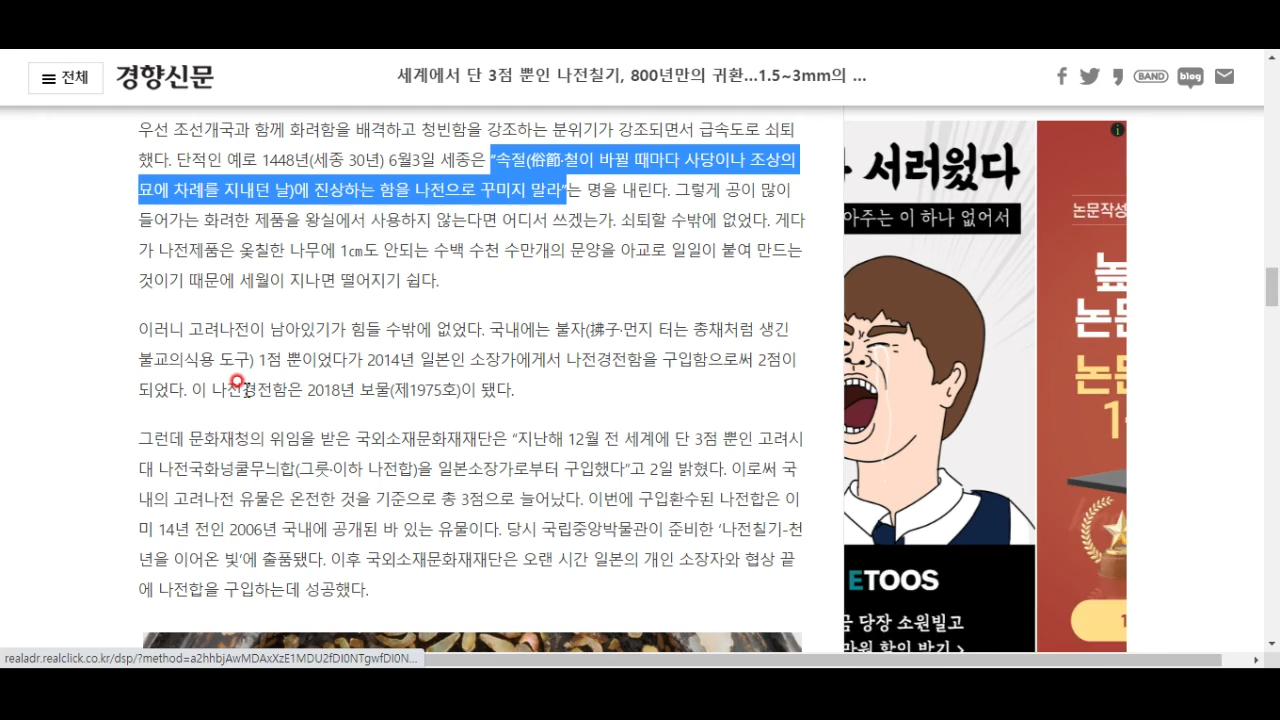 전체
경향신문
세계에서 단 3점 뿐인 나전칠기, 800년만의 귀환...1.5~3mm의 ...
BAND
blog
우선 조선개국과 함께 화려함을 배격하고 청빈함을 강조하는 분위기가 강조되면서 급속도로 쇠퇴
했다. 단적인 예로 1448년(세종 30년) 6월3일 세종은 “속절(俗節·철이 바뀔 때마다 사당이나 조상의
묘에 차례를 지내던 날)에 진상하는 함을 나전으로 꾸미지 말라”는 명을 내린다. 그렇게 공이 많이
들어가는 화려한 제품을 왕실에서 사용하지 않는다면 어디서 쓰겠는가. 쇠퇴할 수밖에 없었다. 게다
가 나전제품은 옻칠한 나무에 1㎝도 안되는 수백 수천 수만개의 문양을 아교로 일일이 붙여 만드는
것이기 때문에 세월이 지나면 떨어지기 쉽다.
이러니 고려나전이 남아있기가 힘들 수밖에 없었다. 국내에는 불자(拂子·먼지 터는 총채처럼 생긴
불교의식용 도구) 1점 뿐이었다가 2014년 일본인 소장가에게서 나전경전함을 구입함으로써 2점이
되었다. 이 나전경전함은 2018년 보물(제1975호)이 됐다.
그런데 문화재청의 위임을 받은 국외소재문화재재단은 “지난해 12월 전 세계에 단 3점 뿐인 고려시
대 나전국화넝쿨무늬합(그릇·이하 나전합)을 일본소장가로부터 구입했다”고 2일 밝혔다. 이로써 국
내의 고려나전 유물은 온전한 것을 기준으로 총 3점으로 늘어났다. 이번에 구입환수된 나전합은 이
미 14년 전인 2006년 국내에 공개된 바 있는 유물이다. 당시 국립중앙박물관이 준비한 ‘나전칠기-천
년을 이어온 빛’에 출품됐다. 이후 국외소재문화재재단은 오랜 시간 일본의 개인 소장자와 협상 끝
에 나전합을 구입하는데 성공했다.
서러웠다
아주는 이 하나 없어서
ETOOS
당장 소원빌고
할인 받기 >
논문작성
논
논
1
realadr.realclick.co.kr/dsp/?method=a2hhbjAwMDAxXzE1MDU2fDI0NTgwfDI0N...